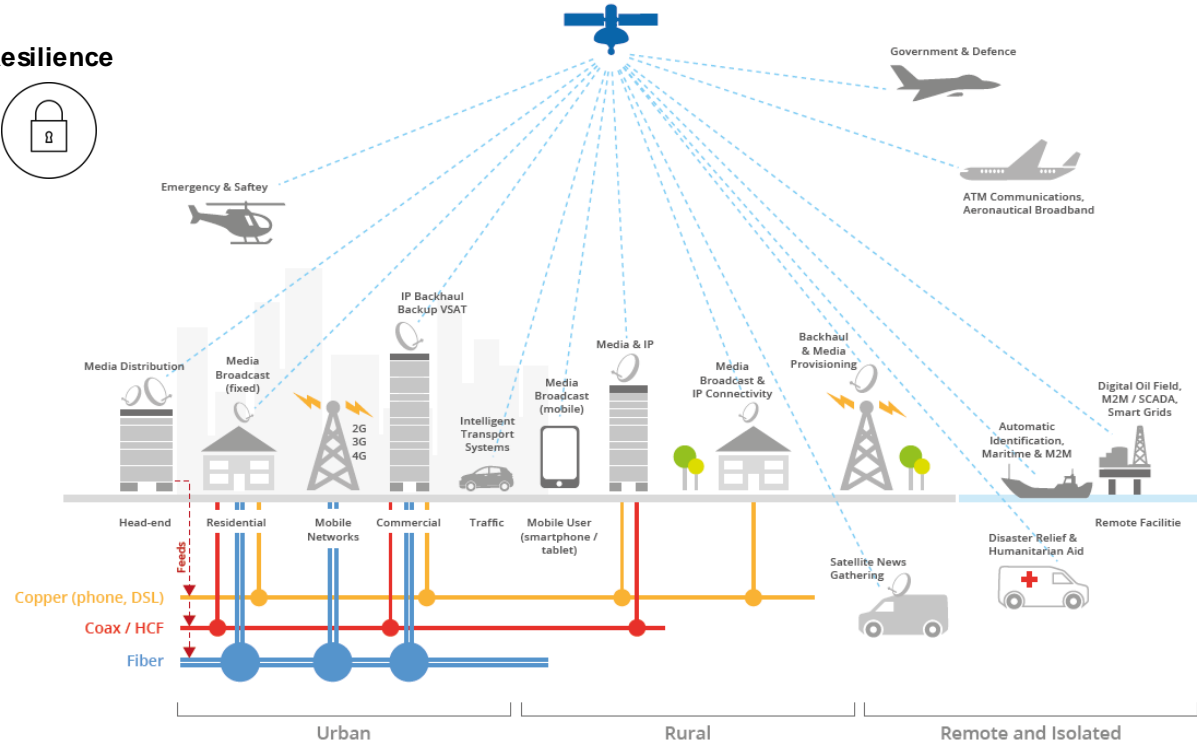 esilience
Government & Defence
ATM Communications,
Aeronautical Broadband
Emergency & Saftey
IP Backhaul
Backup VSAT
Media Distribution
Media
Broadcast
(fixed)
2G
3G
4G
Intelligent
Transport
Systems
Media
Broadcast
(mobile)
Media & IP
Media
Broadcast &
IP Connectivity
Backhaul
& Media
Provisioning
Automatic
Identification,
Maritime & M2M
Digital Oil Field,
M2M / SCADA,
Smart Grids
Head-end
Residential
Mobile
Networks
Commercial
Traffic
Mobile User
(smartphone /
tablet)
Remote Facilitie
Disaster Relief &
Humanitarian Aid
Satellite News
Gathering
Feeds
Copper (phone, DSL)
Coax / HCF
Fiber
Urban
Rural
Remote and Isolated